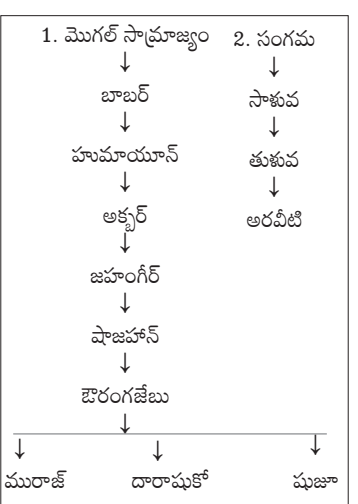 1. మొగల్ సామ్రాజ్యం
↓
బాబర్
↓
హుమాయూన్
↓
అక్బర్
↓
జహంగీర్
↓
షాజహాన్
↓
ఔరంగజేబు
↓
↓ ↓ ↓
మురాజ్ దారాషుకో షుజూ
2. సంగమ
↓
సాళువ
↓
తుళువ
↓
అరవీటి